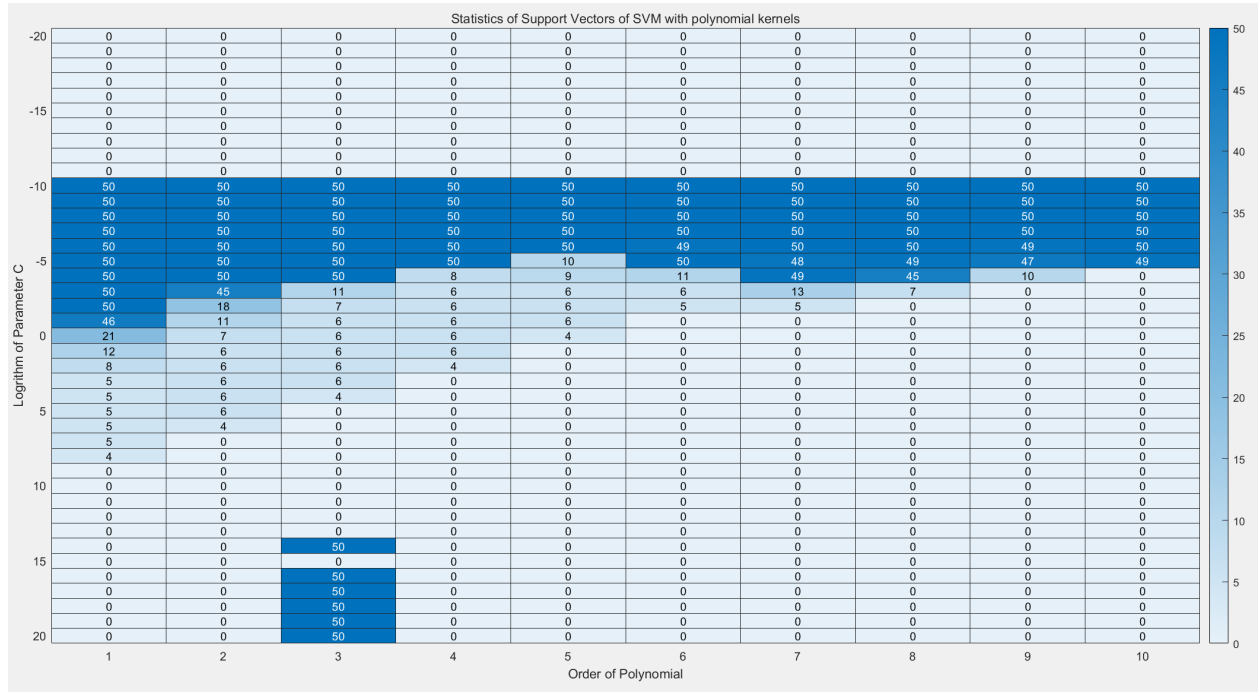 Statistics of Support Vectors of SVM with polynomial kernels
-20 0 0 0 0 0 0 0 0 0 0
0 0 0 0 0 0 0 0 0 0
0 0 0 0 0 0 0 0 0 0
0 0 0 0 0 0 0 0 0 0
0 0 0 0 0 0 0 0 0 0
-15 0 0 0 0 0 0 0 0 0 0
0 0 0 0 0 0 0 0 0 0
0 0 0 0 0 0 0 0 0 0
0 0 0 0 0 0 0 0 0 0
0 0 0 0 0 0 0 0 0 0
-10 50 50 50 50 50 50 50 50 50 50
50 50 50 50 50 50 50 50 50 50
50 50 50 50 50 50 50 50 50 50
50 50 50 50 50 50 50 50 50 50
50 50 50 50 50 49 50 50 49 50
-5 50 50 50 50 10 50 48 49 47 49
50 50 50 8 9 11 49 45 10 0
50 45 11 6 6 6 13 7 0 0
50 18 7 6 6 5 5 0 0 0
46 11 6 6 6 0 0 0 0 0
0 21 7 6 6 4 0 0 0 0 0
12 6 6 6 0 0 0 0 0 0
8 6 6 4 0 0 0 0 0 0
5 6 6 0 0 0 0 0 0 0
5 6 4 0 0 0 0 0 0 0
5 5 6 0 0 0 0 0 0 0 0
5 4 0 0 0 0 0 0 0 0
5 0 0 0 0 0 0 0 0 0
4 0 0 0 0 0 0 0 0 0
0 0 0 0 0 0 0 0 0 0
10 0 0 0 0 0 0 0 0 0 0
0 0 0 0 0 0 0 0 0 0
0 0 0 0 0 0 0 0 0 0
0 0 0 0 0 0 0 0 0 0
0 0 50 0 0 0 0 0 0 0
15 0 0 0 0 0 0 0 0 0 0
0 0 50 0 0 0 0 0 0 0
0 0 50 0 0 0 0 0 0 0
0 0 50 0 0 0 0 0 0 0
0 0 50 0 0 0 0 0 0 0
20 0 0 50 0 0 0 0 0 0 0
1 2 3 4 5 6 7 8 9 10
Order of Polynomial
Logrithm of Parameter C
50
45
40
35
30
25
20
15
10
5
0